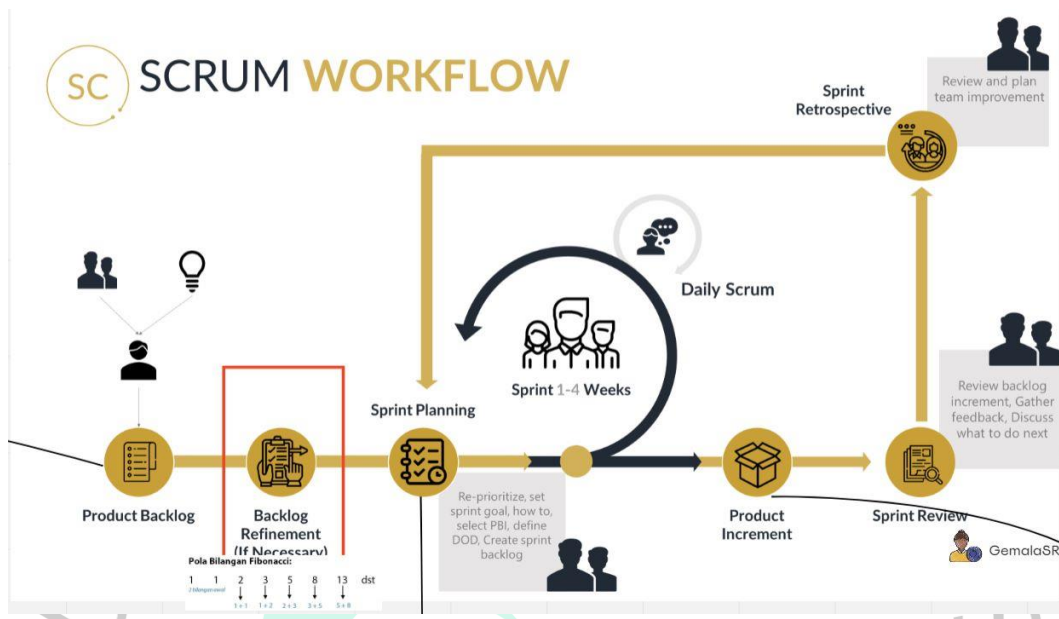 SC SCRUM WORKFLOW
Review and plan
team improvement
Sprint
Retrospective
Daily Scrum
Sprint 1-4 Weeks
Sprint Planning
Review backlog
increment, Gather
feedback, Discuss
what to do next
Product Backlog
Backlog
Refinement
(If Necessary)
Re-prioritize, set
sprint goal, how to,
select PBI, define
DOD, Create sprint
backlog
Product
Increment
Sprint Review
GemalaSR
Pola Bilangan Fibonacci:
1 1 2 3 5 8 13 dst
1+1 1+2 2+3 3+5 5+8